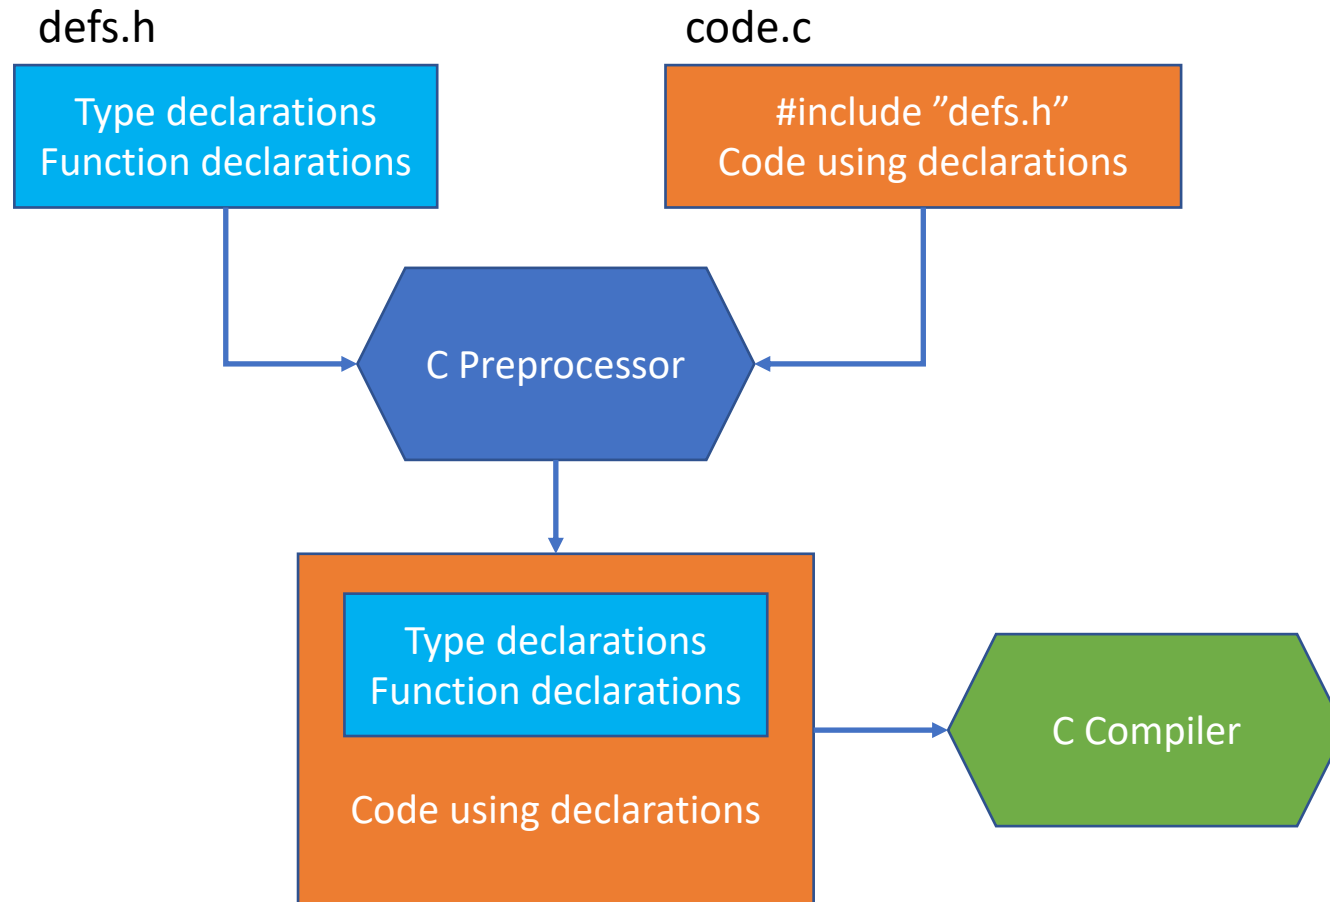 defs.h
code.c
Type declarations
Function declarations
#include ”defs.h”
Code using declarations
C Preprocessor
Type declarations
Function declarations
Code using declarations
C Compiler